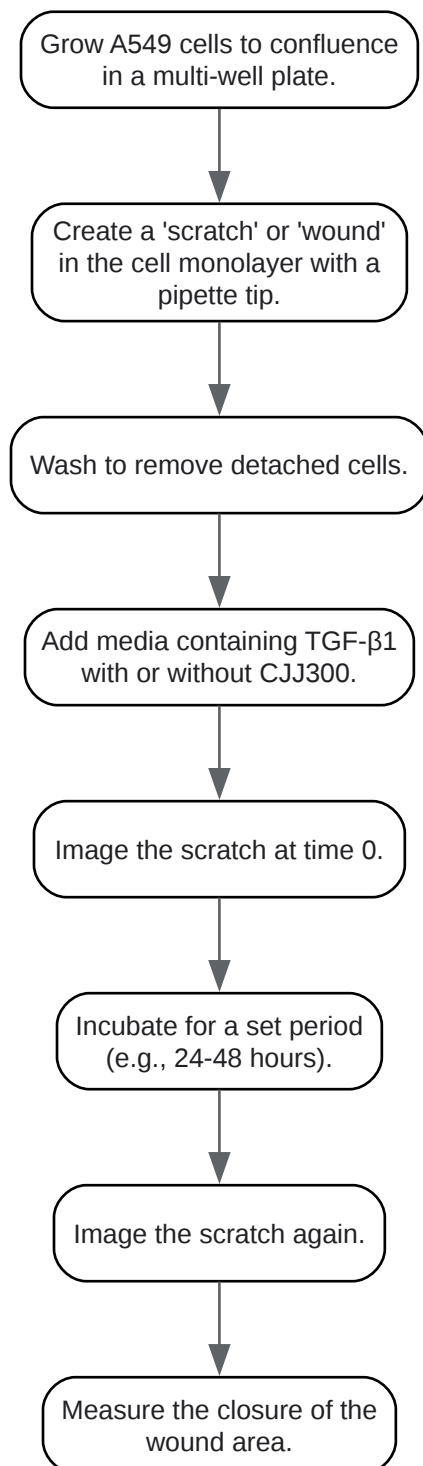 Grow A549 cells to confluence
in a multi-well plate.
Create a 'scratch' or 'wound'
in the cell monolayer with a
pipette tip.
Wash to remove detached cells.
Add media containing TGF-β1
with or without CJJ300.
Image the scratch at time 0.
Incubate for a set period
(e.g., 24-48 hours).
Image the scratch again.
Measure the closure of the
wound area.